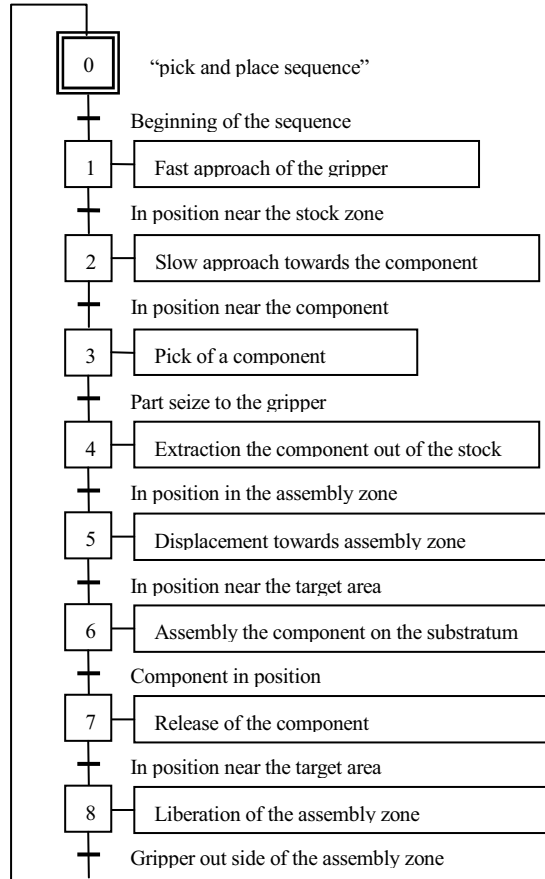 0 “pick and place sequence”
Beginning of the sequence
1 Fast approach of the gripper
In position near the stock zone
2 Slow approach towards the component
In position near the component
3 Pick of a component
Part seize to the gripper
4 Extraction the component out of the stock
In position in the assembly zone
5 Displacement towards assembly zone
In position near the target area
6 Assembly the component on the substratum
Component in position
7 Release of the component
In position near the target area
8 Liberation of the assembly zone
Gripper out side of the assembly zone